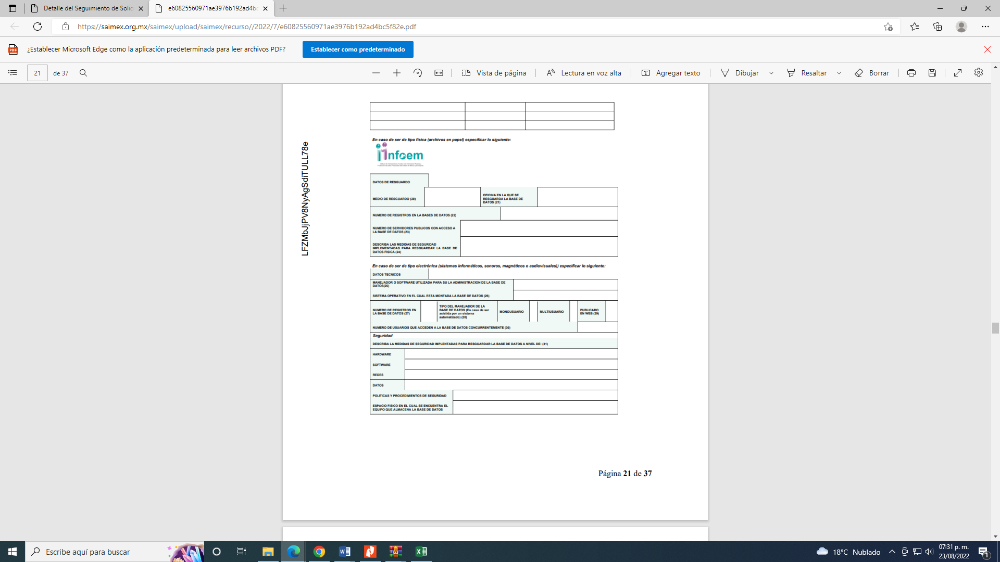 Detalle del Seguimiento de Solic
e60825560971ae3976b192ad4bc
https://saimex.org.mx/saimex/upload/saimex/recurso//2022/7/e60825560971ae3976b192ad4bc5f82e.pdf
PDF
¿Establecer Microsoft Edge como la aplicación predeterminada para leer archivos PDF?
Establecer como predeterminado
21 de 37
Vista de página
Lectura en voz alta
Agregar texto
Dibujar
Resaltar
Borrar
LFZMbJjPV8NyAgSdiTULL78e
En caso de ser de tipo física (archivos en papel) especificar lo siguiente:
infoem
DATOS DE RESGUARDO
MEDIO DE RESGUARDO (20)
OFICINA EN LA QUE SE
RESGUARDA LA BASE DE
DATOS (21)
NUMERO DE REGISTROS EN LA BASES DE DATOS (22)
NUMERO DE SERVIDORES PUBLICOS CON ACCESO A
LA BASE DE DATOS (23)
DESCRIBA LAS MEDIDAS DE SEGURIDAD
IMPLEMENTADAS PARA RESGUARDAR LA BASE DE
DATOS FISICA (24)
En caso de ser de tipo electrónica (sistemas informáticos, sonoros, magnéticos o audiovisuales)) especificar lo siguiente:
DATOS TECNICOS
MANEJADOR O SOFTWARE UTILIZADA PARA SU LA ADMINISTRACION DE LA BASE DE
DATOS(25)
SISTEMA OPERATIVO EN EL CUAL ESTA MONTADA LA BASE DE DATOS (26)
NUMERO DE REGISTROS EN
LA BASE DE DATOS (27)
TIPO DEL MANEJADOR DE LA
BASE DE DATOS (En caso de ser
asistida por un sistema
automatizado) (28)
MONOUSUARIO
MULTIUSUARIO
PUBLICADO
EN WEB (29)
NUMERO DE USUARIOS QUE ACCEDEN A LA BASE DE DATOS CONCURRENTEMENTE (30)
Seguridad
DESCRIBA LA MEDIDAS DE SEGURIDAD IMPLENTADAS PARA RESGUARDAR LA BASE DE DATOS A NIVEL DE: (31)
HARDWARE
SOFTWARE
REDES
DATOS
POLITICAS Y PROCEDIMIENTOS DE SEGURIDAD
ESPACIO FISICO EN EL CUAL SE ENCUENTRA EL
EQUIPO QUE ALMACENA LA BASE DE DATOS
Página 21 de 37
Escribe aquí para buscar
18°C Nublado
07:31 p. m.
23/08/2022
1